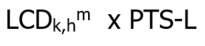 LCDk,hᵐ x PTS-L